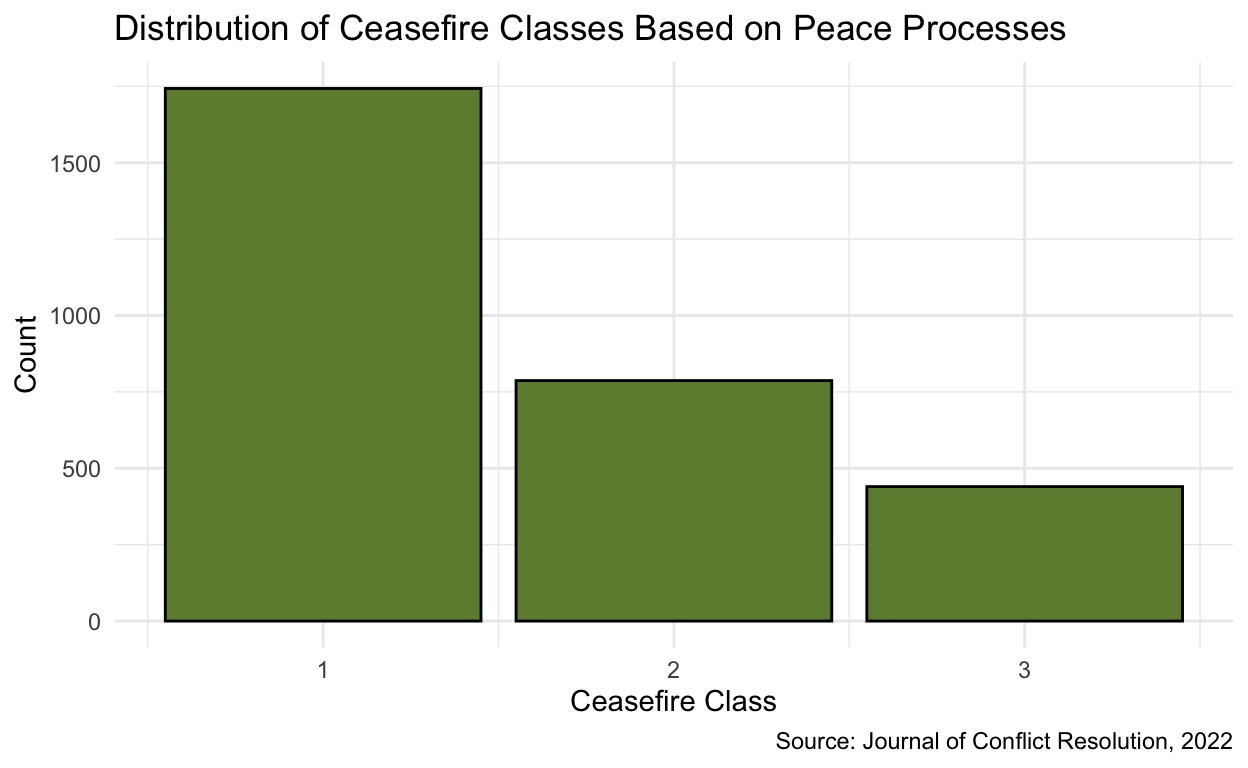 Distribution of Ceasefire Classes Based on Peace Processes
Count
1500
1000
500
0
1 2 3
Ceasefire Class
Source: Journal of Conflict Resolution, 2022